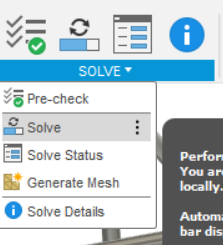 SOLVE
Pre-check
Solve
Solve Status
Generate Mesh
Solve Details
Perfor
You are
locally.
Automa
bar dis